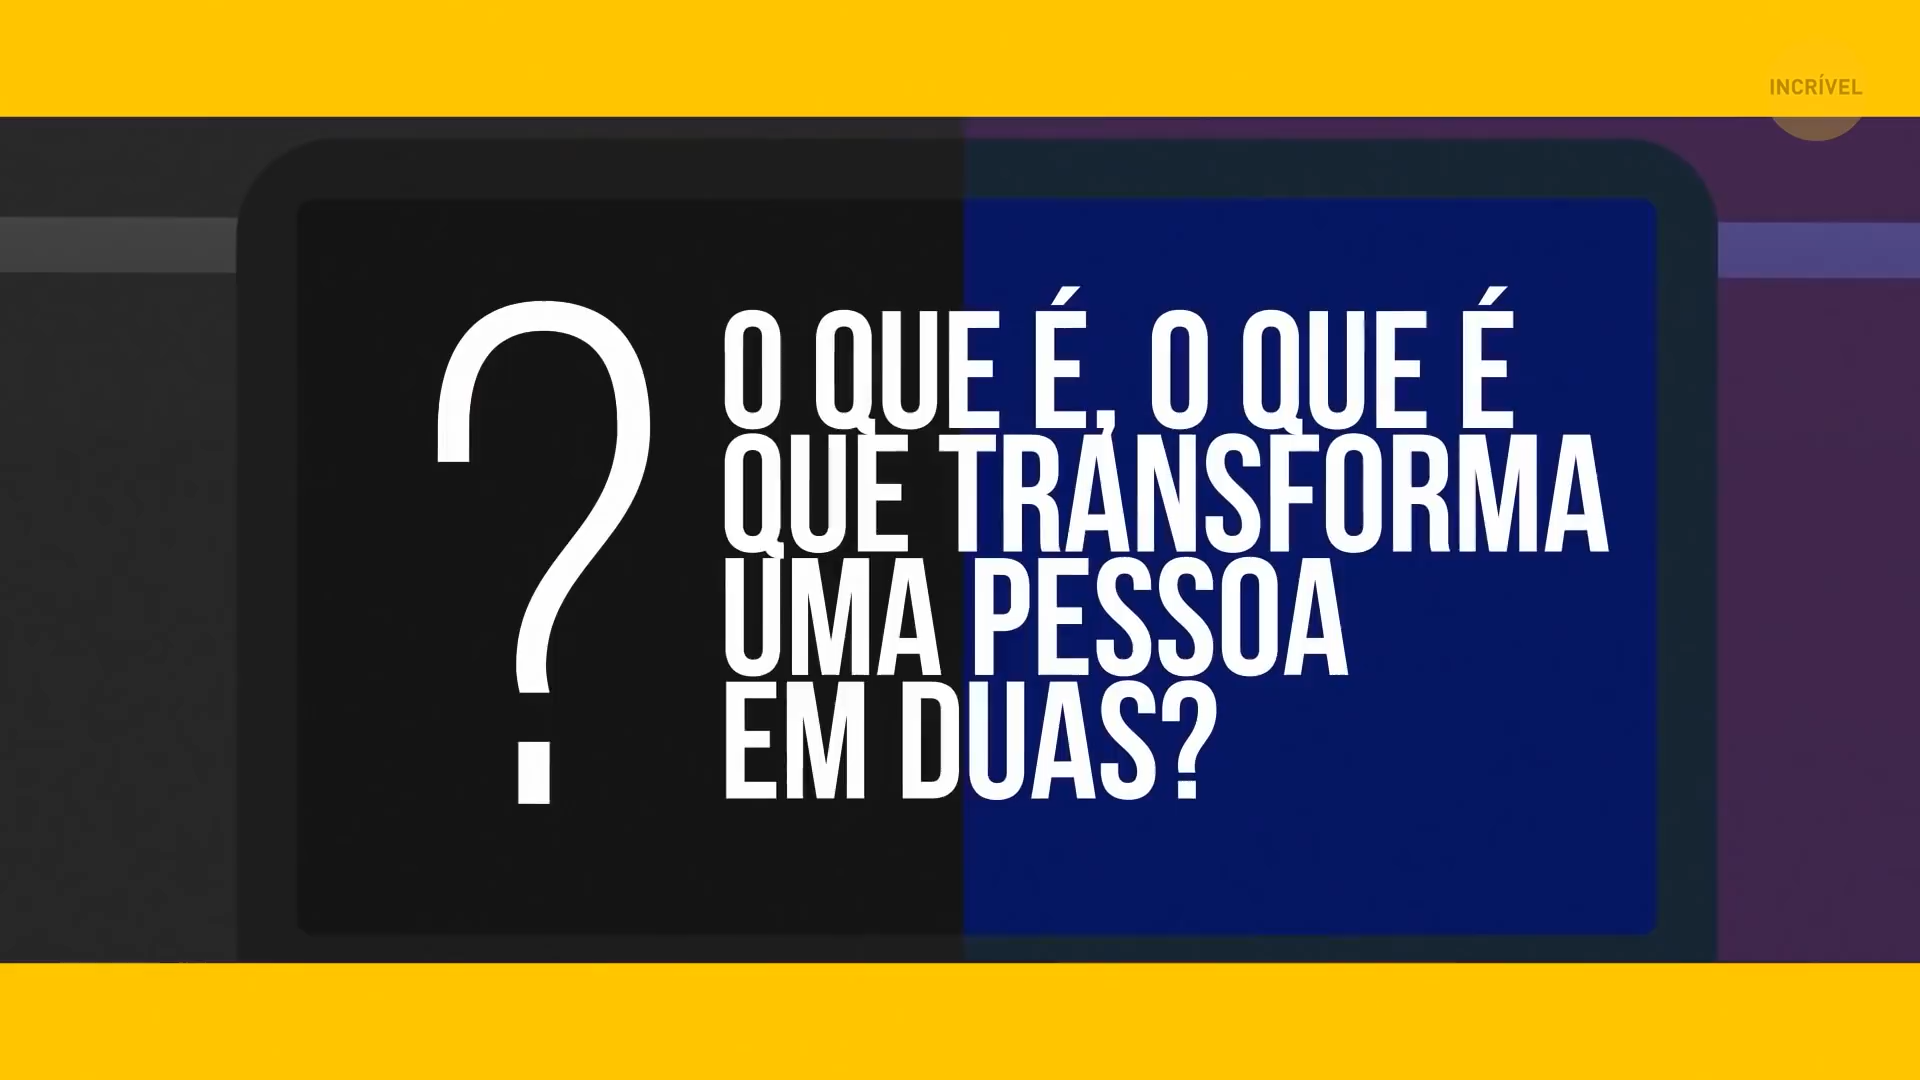 INCRÍVEL
?
O QUE É, O QUE É
QUE TRANSFORMA
UMA PESSOA
EM DUAS?